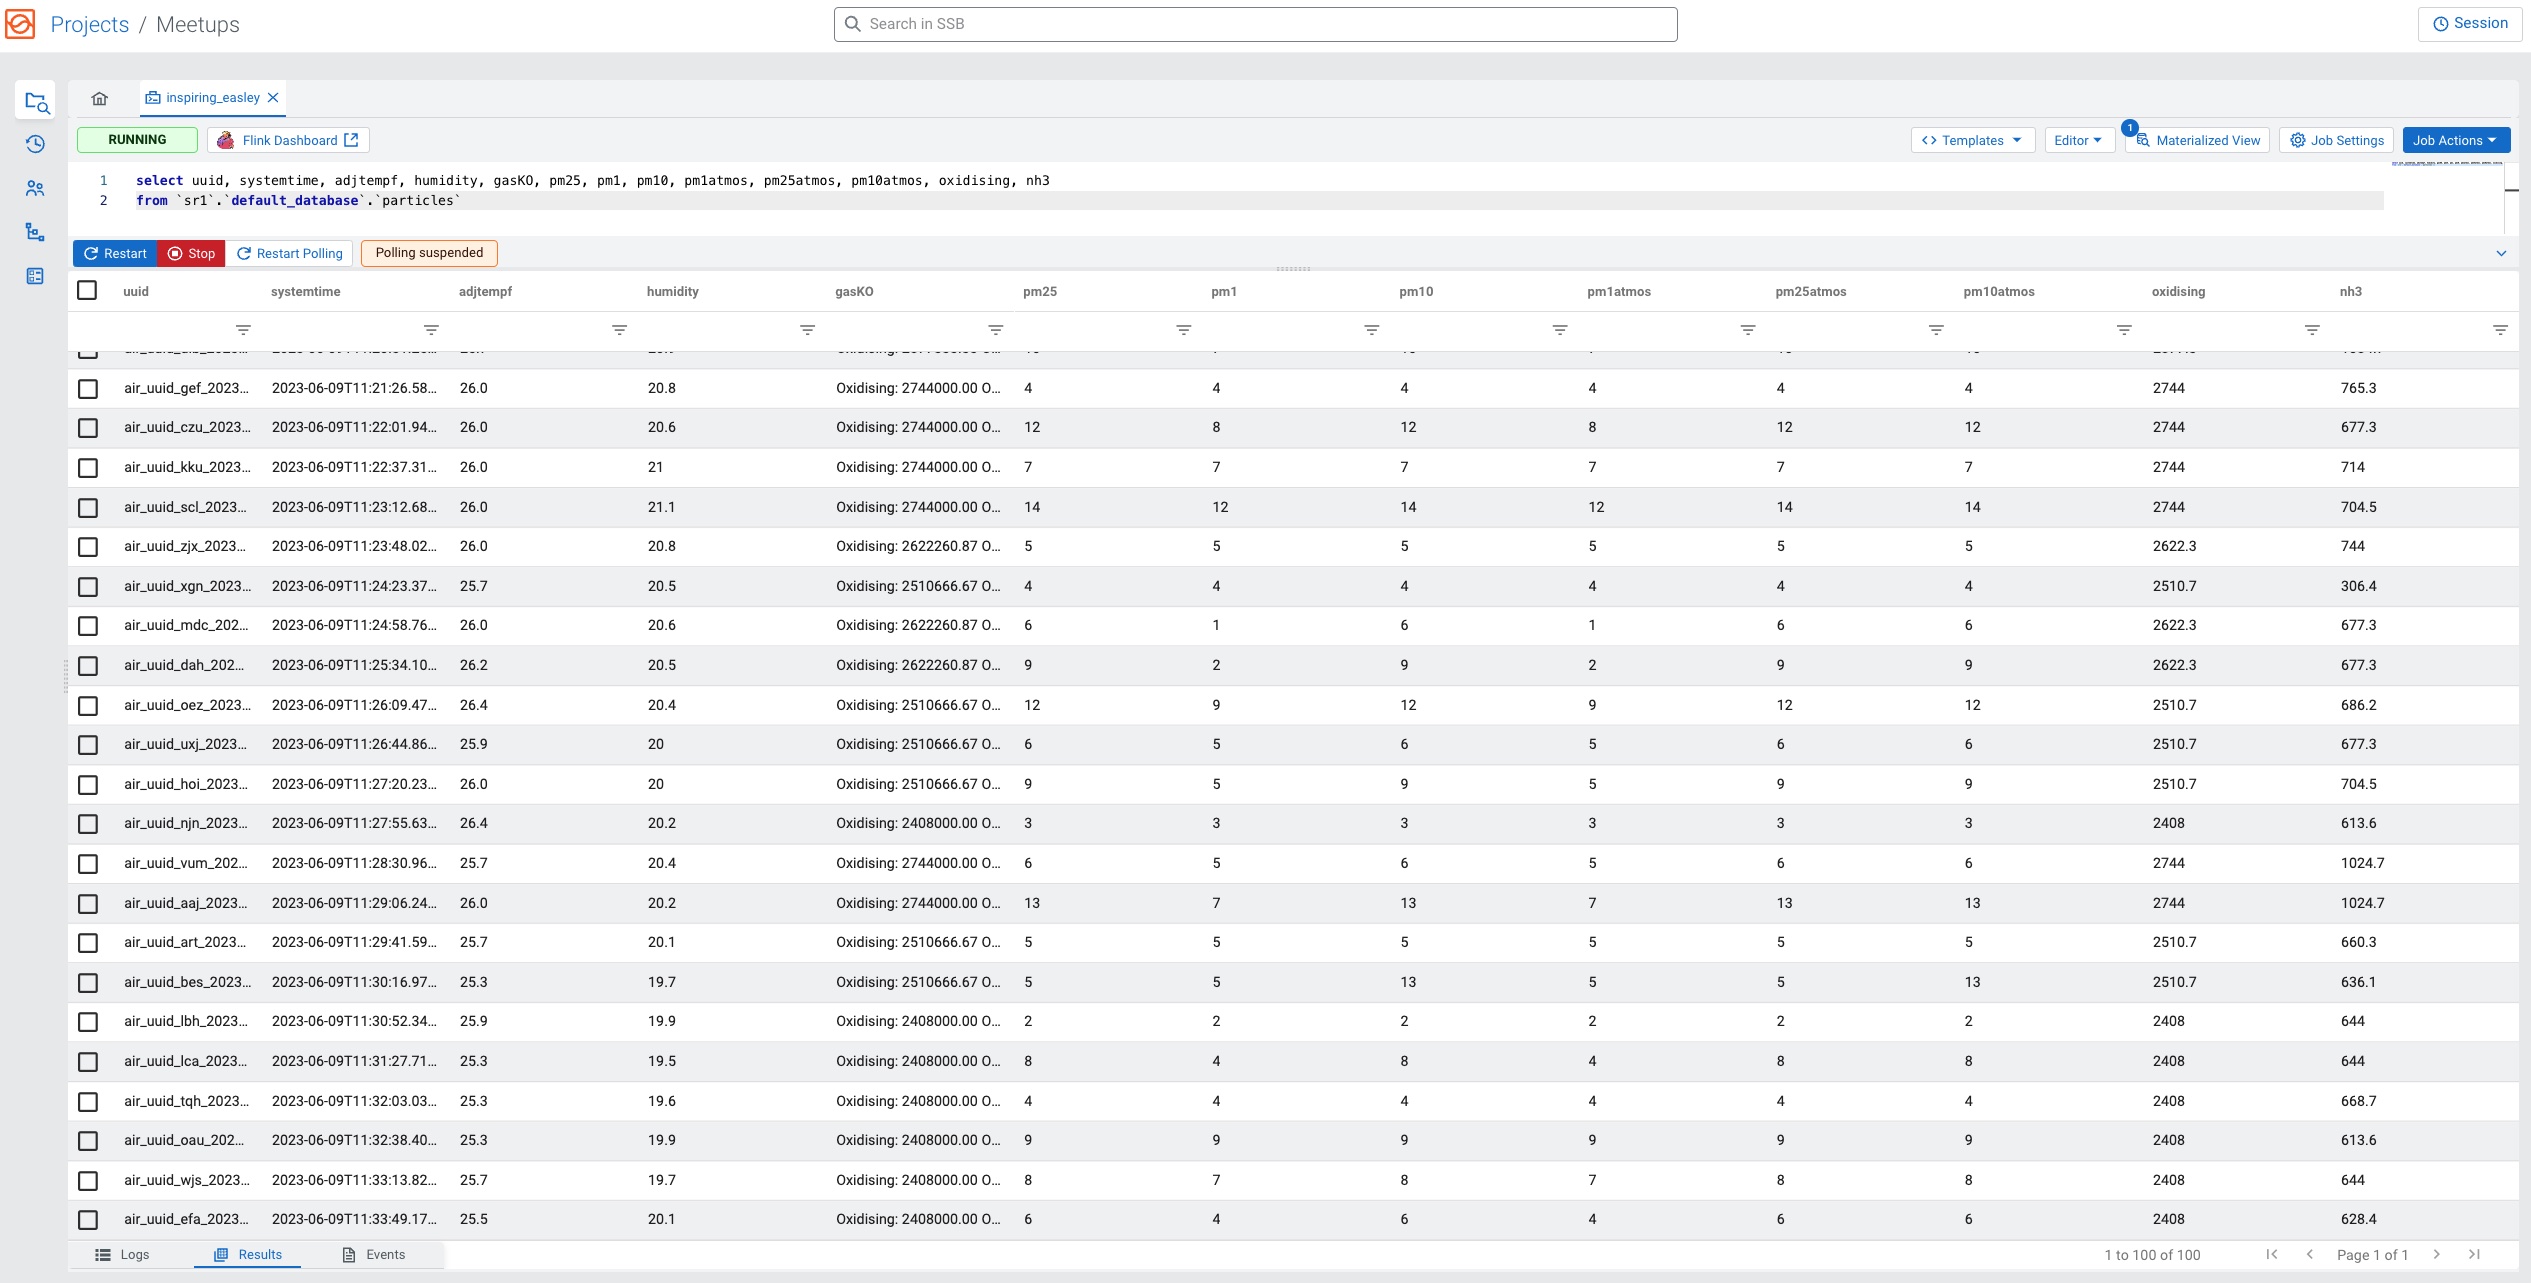 Projects / Meetups
Search in SSB
Session
inspiring_easley
RUNNING
Flink Dashboard
Templates
Editor
1
Materialized View
Job Settings
Job Actions
1 select uuid, systemtime, adjtempf, humidity, gasKO, pm25, pm1, pm10, pm1atmos, pm25atmos, pm10atmos, oxidising, nh3
2 from `sr1`.`default_database`.`particles`
Restart Stop Restart Polling Polling suspended
uuid systemtime adjtempf humidity gasKO pm25 pm1 pm10 pm1atmos pm25atmos pm10atmos oxidising nh3
air_uuid_gef_2023... 2023-06-09T11:21:26.58... 26.0 20.8 Oxidising: 2744000.00 O... 4 4 4 4 4 4 2744 765.3
air_uuid_czu_2023... 2023-06-09T11:22:01.94... 26.0 20.6 Oxidising: 2744000.00 O... 12 8 12 8 12 12 2744 677.3
air_uuid_kku_2023... 2023-06-09T11:22:37.31... 26.0 21 Oxidising: 2744000.00 O... 7 7 7 7 7 7 2744 714
air_uuid_scl_2023... 2023-06-09T11:23:12.68... 26.0 21.1 Oxidising: 2744000.00 O... 14 12 14 12 14 14 2744 704.5
air_uuid_zjx_2023... 2023-06-09T11:23:48.02... 26.0 20.8 Oxidising: 2622260.87 O... 5 5 5 5 5 5 2622.3 744
air_uuid_xgn_2023... 2023-06-09T11:24:23.37... 25.7 20.5 Oxidising: 2510666.67 O... 4 4 4 4 4 4 2510.7 306.4
air_uuid_mdc_202... 2023-06-09T11:24:58.76... 26.0 20.6 Oxidising: 2622260.87 O... 6 1 6 1 6 6 2622.3 677.3
air_uuid_dah_202... 2023-06-09T11:25:34.10... 26.2 20.5 Oxidising: 2622260.87 O... 9 2 9 2 9 9 2622.3 677.3
air_uuid_oez_2023... 2023-06-09T11:26:09.47... 26.4 20.4 Oxidising: 2510666.67 O... 12 9 12 9 12 12 2510.7 686.2
air_uuid_uxj_2023... 2023-06-09T11:26:44.86... 25.9 20 Oxidising: 2510666.67 O... 6 5 6 5 6 6 2510.7 677.3
air_uuid_hoi_2023... 2023-06-09T11:27:20.23... 26.0 20 Oxidising: 2510666.67 O... 9 5 9 5 9 9 2510.7 704.5
air_uuid_njn_2023... 2023-06-09T11:27:55.63... 26.4 20.2 Oxidising: 2408000.00 O... 3 3 3 3 3 3 2408 613.6
air_uuid_vum_202... 2023-06-09T11:28:30.96... 25.7 20.4 Oxidising: 2744000.00 O... 6 5 6 5 6 6 2744 1024.7
air_uuid_aaj_2023... 2023-06-09T11:29:06.24... 26.0 20.2 Oxidising: 2744000.00 O... 13 7 13 7 13 13 2744 1024.7
air_uuid_art_2023... 2023-06-09T11:29:41.59... 25.7 20.1 Oxidising: 2510666.67 O... 5 5 5 5 5 5 2510.7 660.3
air_uuid_bes_2023... 2023-06-09T11:30:16.97... 25.3 19.7 Oxidising: 2510666.67 O... 5 5 13 5 5 13 2510.7 636.1
air_uuid_lbh_2023... 2023-06-09T11:30:52.34... 25.9 19.9 Oxidising: 2408000.00 O... 2 2 2 2 2 2 2408 644
air_uuid_lca_2023... 2023-06-09T11:31:27.71... 25.3 19.5 Oxidising: 2408000.00 O... 8 4 8 4 8 8 2408 644
air_uuid_tqh_2023... 2023-06-09T11:32:03.03... 25.3 19.6 Oxidising: 2408000.00 O... 4 4 4 4 4 4 2408 668.7
air_uuid_oau_202... 2023-06-09T11:32:38.40... 25.3 19.9 Oxidising: 2408000.00 O... 9 9 9 9 9 9 2408 613.6
air_uuid_wjs_2023... 2023-06-09T11:33:13.82... 25.7 19.7 Oxidising: 2408000.00 O... 8 7 8 7 8 8 2408 644
air_uuid_efa_2023... 2023-06-09T11:33:49.17... 25.5 20.1 Oxidising: 2408000.00 O... 6 4 6 4 6 6 2408 628.4
Logs Results Events
1 to 100 of 100 Page 1 of 1